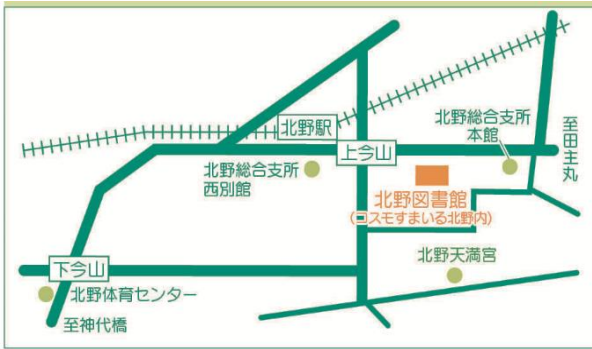 北野駅
北野総合支所
本館
至田主丸
上今山
北野総合支所
西別館
北野図書館
(コスモすまいる北野内)
北野天満宮
下今山
北野体育センター
至神代橋